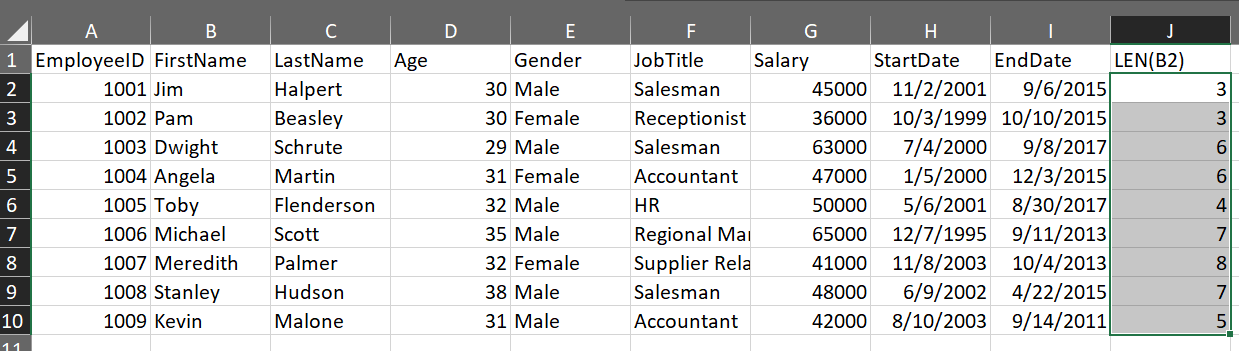 A B C D E F G H I J
1 EmployeeID FirstName LastName Age Gender JobTitle Salary StartDate EndDate LEN(B2)
2 1001 Jim Halpert 30 Male Salesman 45000 11/2/2001 9/6/2015 3
3 1002 Pam Beasley 30 Female Receptionist 36000 10/3/1999 10/10/2015 3
4 1003 Dwight Schrute 29 Male Salesman 63000 7/4/2000 9/8/2017 6
5 1004 Angela Martin 31 Female Accountant 47000 1/5/2000 12/3/2015 6
6 1005 Toby Flenderson 32 Male HR 50000 5/6/2001 8/30/2017 4
7 1006 Michael Scott 35 Male Regional Mar 65000 12/7/1995 9/11/2013 7
8 1007 Meredith Palmer 32 Female Supplier Rela 41000 11/8/2003 10/4/2013 8
9 1008 Stanley Hudson 38 Male Salesman 48000 6/9/2002 4/22/2015 7
10 1009 Kevin Malone 31 Male Accountant 42000 8/10/2003 9/14/2011 5
11